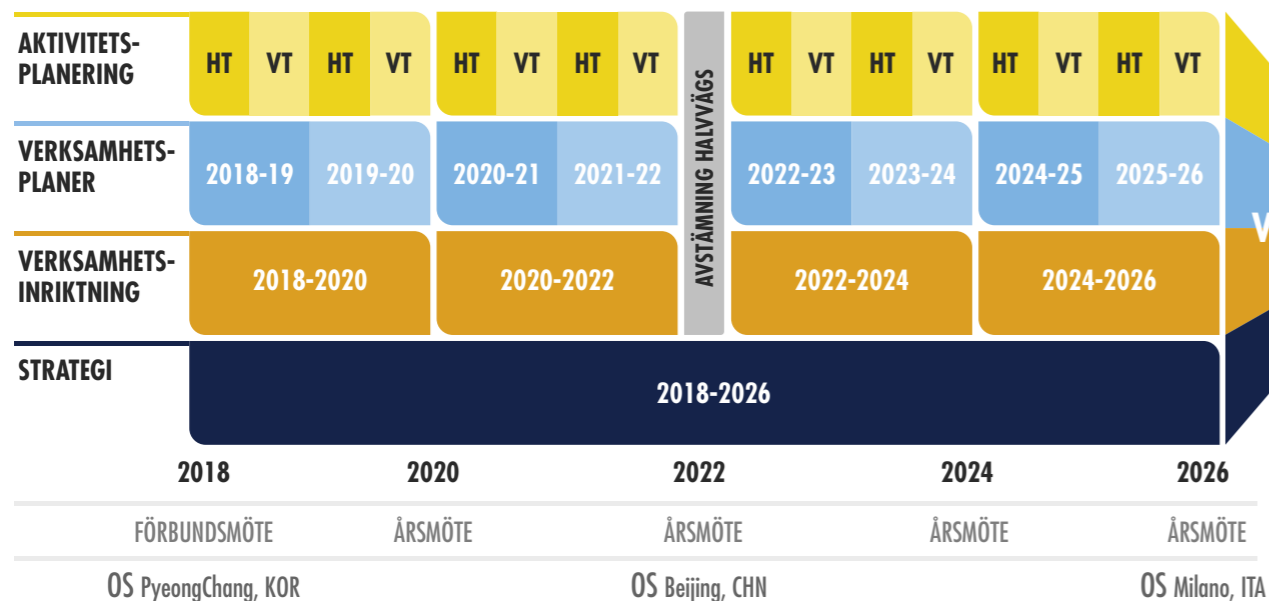 AKTIVITETS-
PLANERING
HT VT HT VT HT VT HT VT HT VT HT VT HT VT HT VT
VERKSAMHETS-
PLANER
2018-19 2019-20 2020-21 2021-22 2022-23 2023-24 2024-25 2025-26
AVSTÄMNING HALVVÄGS
V
VERKSAMHETS-
INRIKTNING
2018-2020 2020-2022 2022-2024 2024-2026
STRATEGI
2018-2026
2018 2020 2022 2024 2026
FÖRBUNDSMÖTE ÅRSMÖTE ÅRSMÖTE ÅRSMÖTE ÅRSMÖTE
OS PyeongChang, KOR OS Beijing, CHN OS Milano, ITA